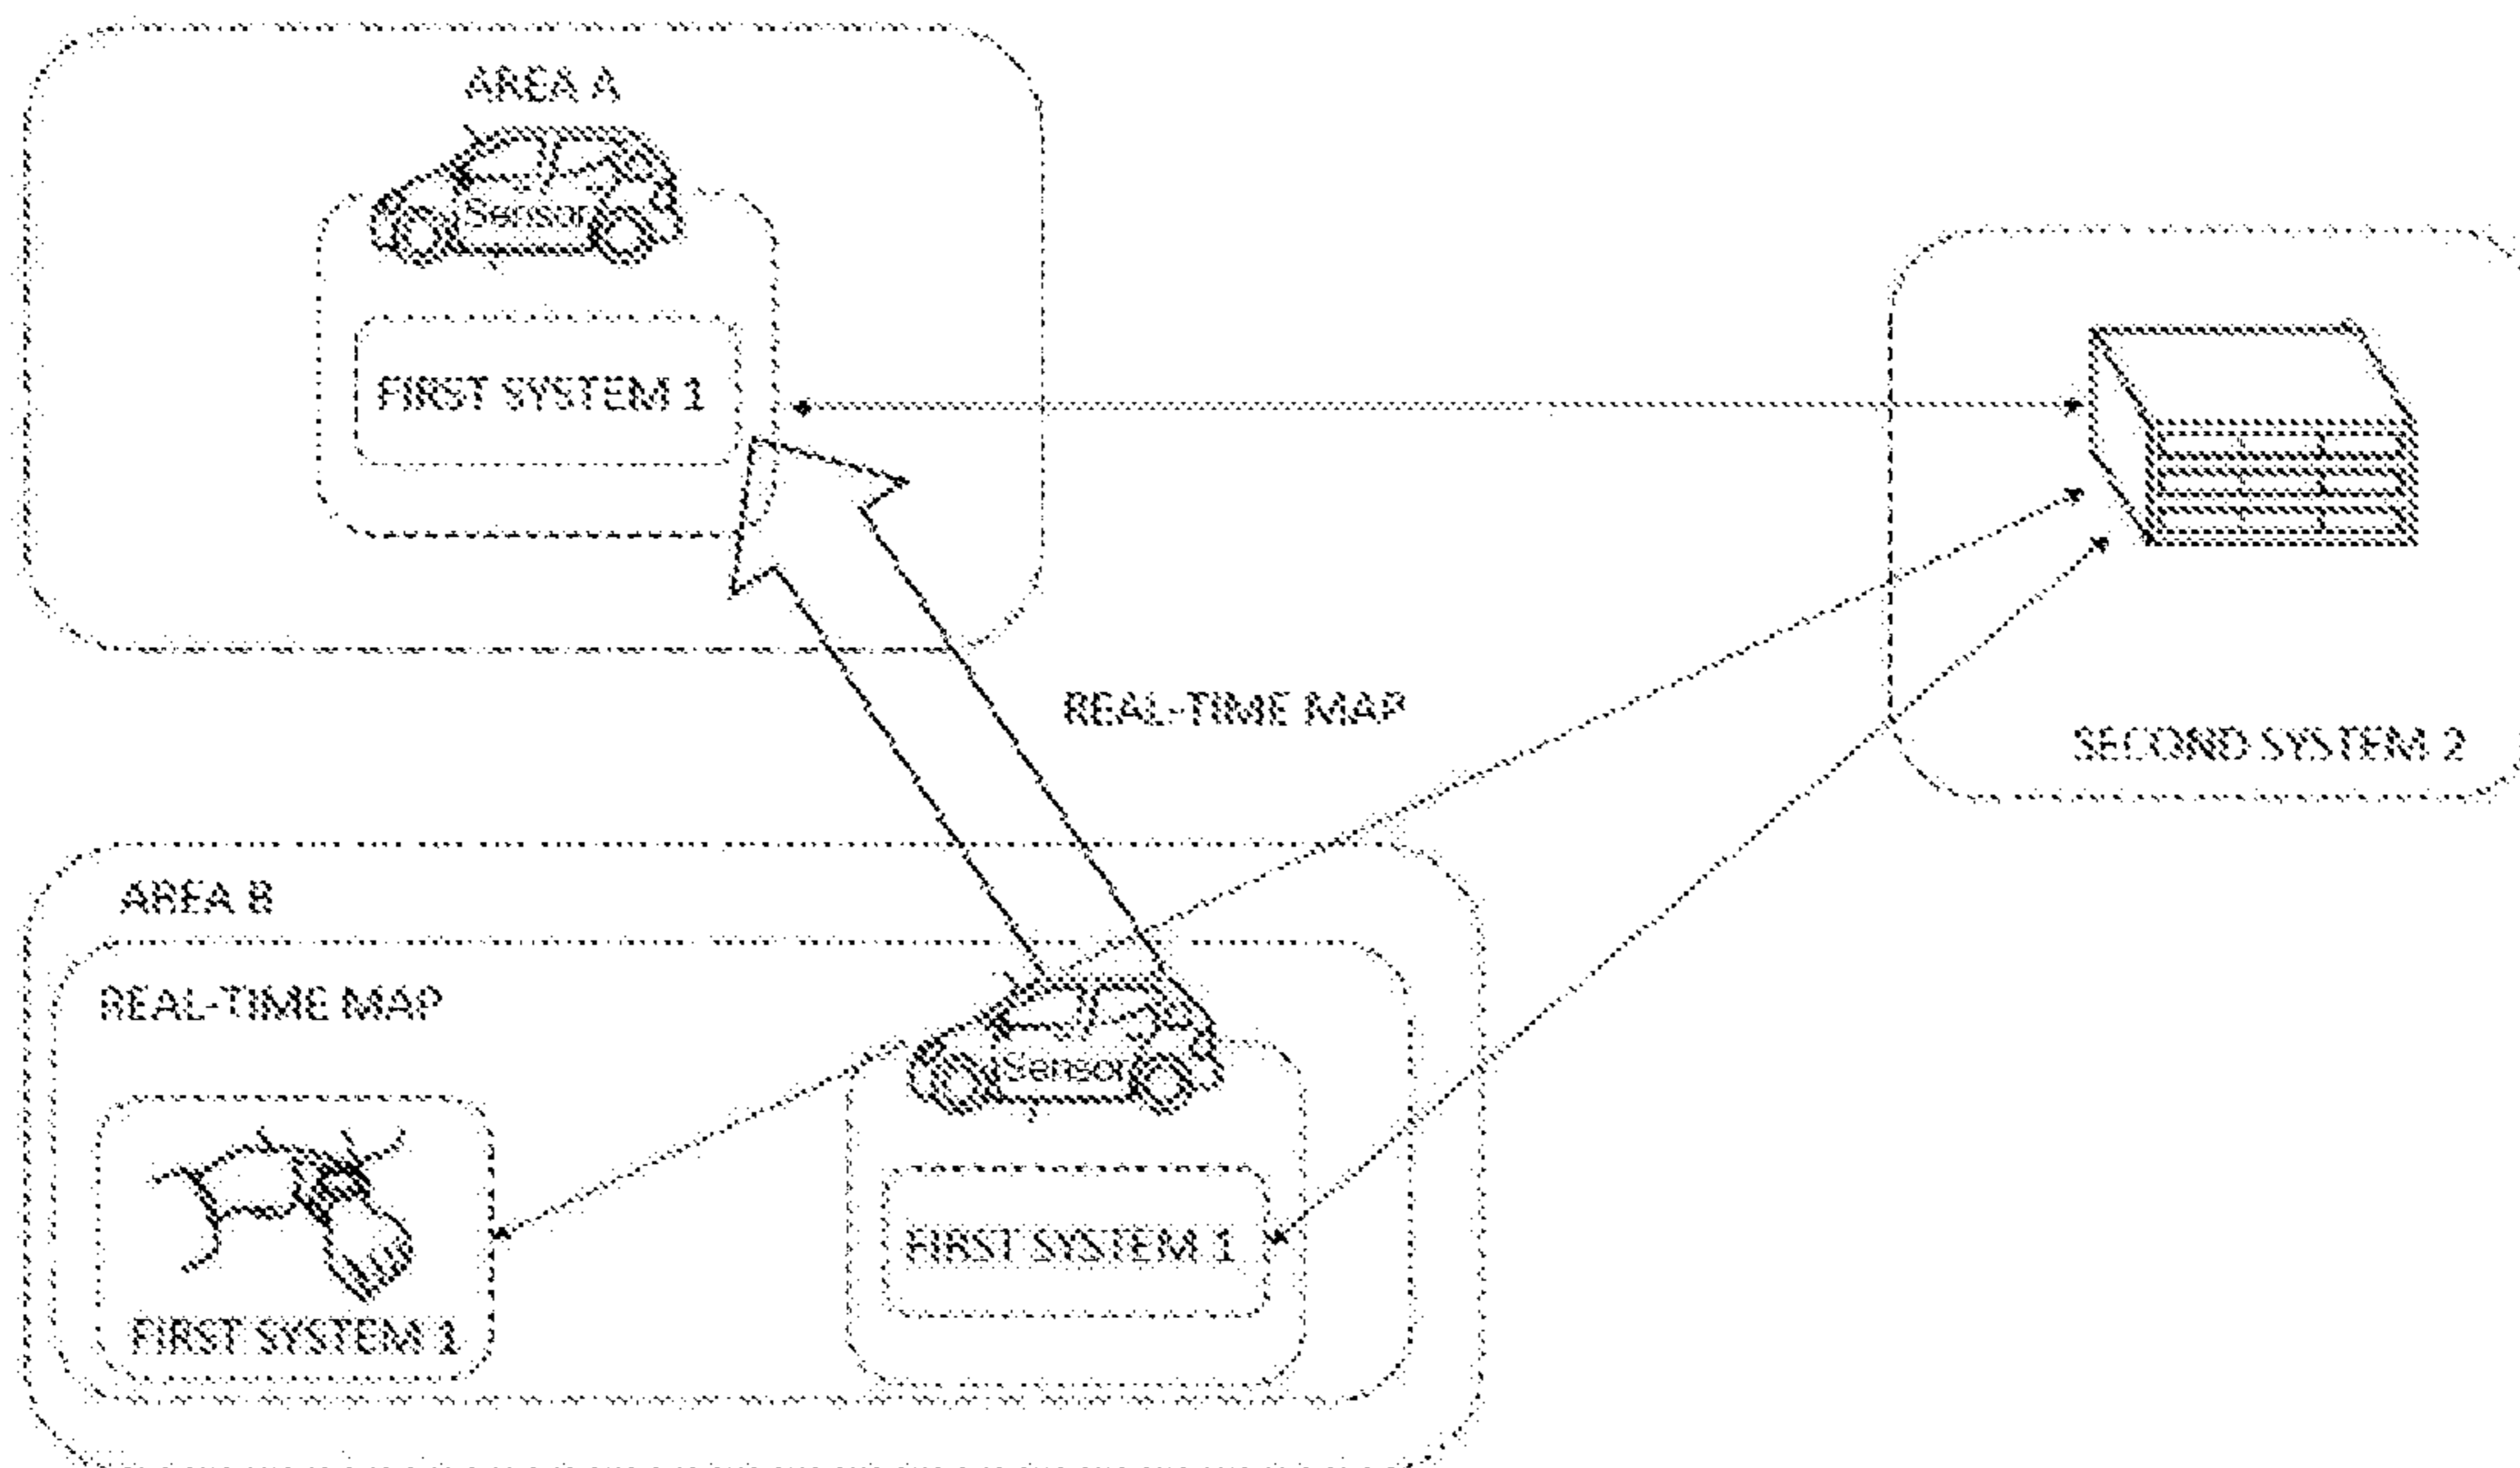 AREA A
Sensor
FIRST SYSTEM 1
REAL-TIME MAP
SECOND SYSTEM 2
AREA B
REAL-TIME MAP
Sensor
FIRST SYSTEM 1
FIRST SYSTEM 1